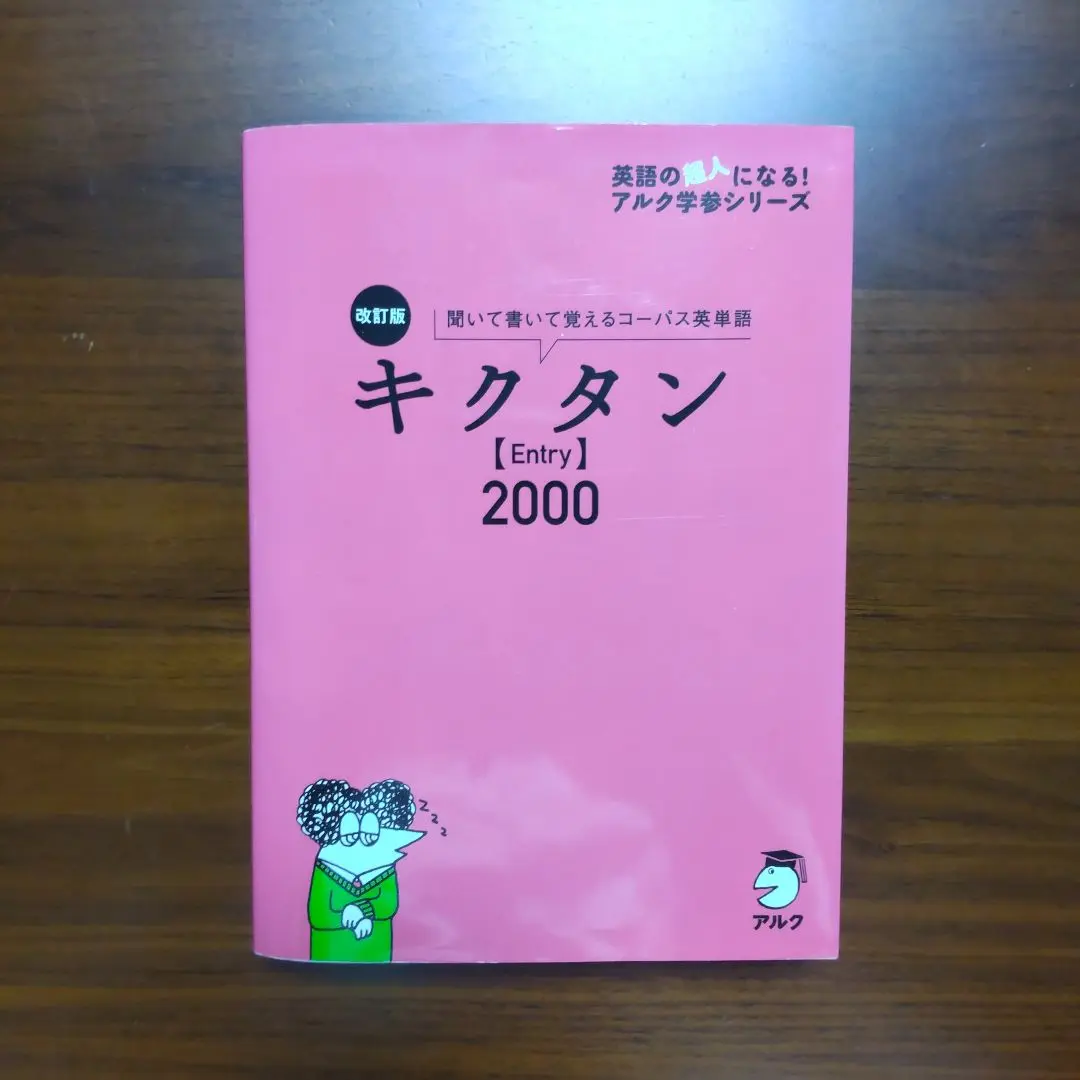 英語の超人になる!
アルク学参シリーズ
改訂版
聞いて書いて覚えるコーパス英単語
キクタン
【Entry】
2000
zzz
アルク